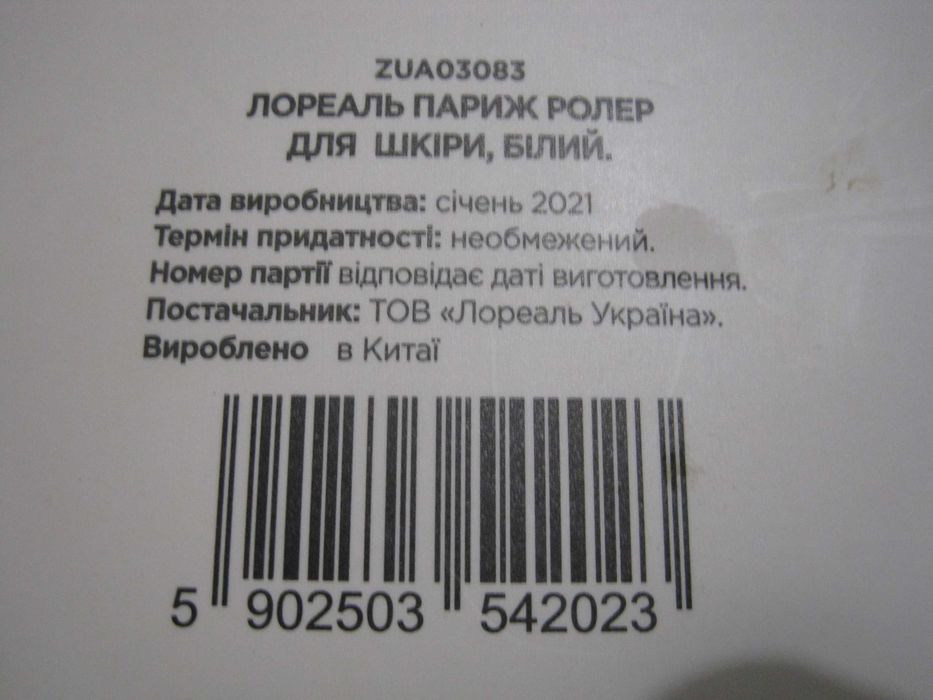 ZUA03083
ЛОРЕАЛЬ ПАРИЖ РОЛЕР
ДЛЯ ШКІРИ, БІЛИЙ.
Дата виробництва: січень 2021
Термін придатності: необмежений.
Номер партії відповідає даті виготовлення.
Постачальник: ТОВ «Лореаль Україна».
Вироблено в Китаї
5 902503 542023